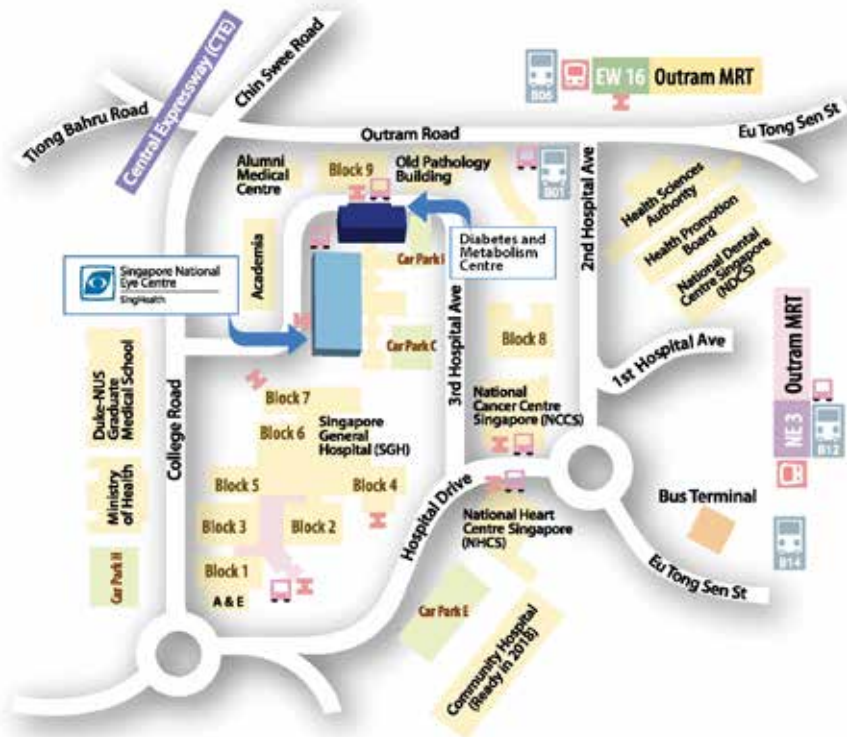 Central Expressway (CTE)
Chin Swee Road
Tiong Bahru Road
B05
EW 16
Outram MRT
Outram Road
Eu Tong Sen St
Alumni
Medical
Centre
Block 9
Old Pathology
Building
B01
2nd Hospital Ave
Health Sciences
Authority
Health Promotion
Board
National Dental
Centre Singapore
(NDCS)
Singapore National
Eye Centre
SingHealth
Academia
Car Park
Diabetes and
Metabolism
Centre
Car Park C
3rd Hospital Ave
Block 8
1st Hospital Ave
Outram MRT
NE 3
B12
Duke-NUS
Graduate
Medical School
College Road
Block 7
Block 6
Singapore
General
Hospital (SGH)
National
Cancer Centre
Singapore (NCCS)
Ministry
of Health
Block 5
Block 4
Block 3
Block 2
Hospital Drive
National Heart
Centre Singapore
(NHCS)
Bus Terminal
B14
Car Park H
Block 1
A & E
Car Park E
Community Hospital
(Ready in 2018)
Eu Tong Sen St